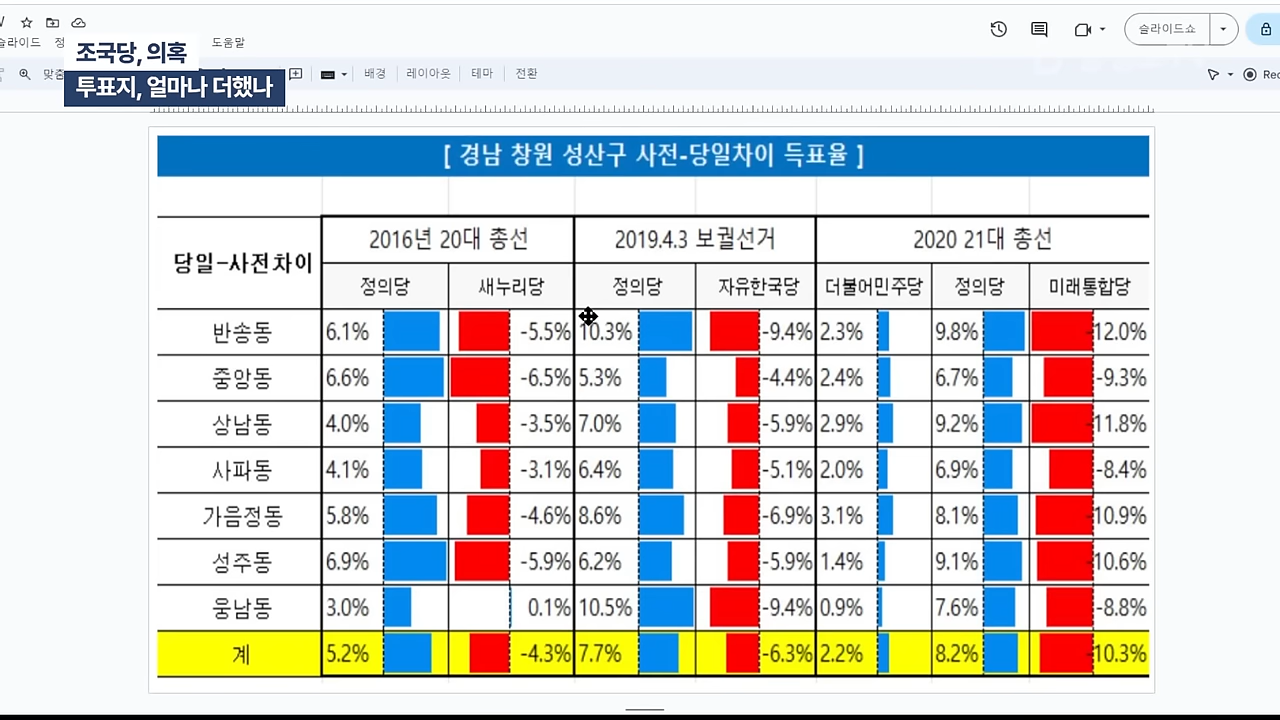 도움말
슬라이드쇼
조국당, 의혹
투표지, 얼마나 더했나
배경 레이아웃 테마 전환
Rec
[ 경남 창원 성산구 사전-당일차이 득표율 ]
당일-사전차이 2016년 20대 총선 2019.4.3 보궐선거 2020 21대 총선
정의당 새누리당 정의당 자유한국당 더불어민주당 정의당 미래통합당
반송동 6.1% -5.5% 10.3% -9.4% 2.3% 9.8% -12.0%
중앙동 6.6% -6.5% 5.3% -4.4% 2.4% 6.7% -9.3%
상남동 4.0% -3.5% 7.0% -5.9% 2.9% 9.2% -11.8%
사파동 4.1% -3.1% 6.4% -5.1% 2.0% 6.9% -8.4%
가음정동 5.8% -4.6% 8.6% -6.9% 3.1% 8.1% -10.9%
성주동 6.9% -5.9% 6.2% -5.9% 1.4% 9.1% -10.6%
웅남동 3.0% 0.1% 10.5% -9.4% 0.9% 7.6% -8.8%
계 5.2% -4.3% 7.7% -6.3% 2.2% 8.2% -10.3%